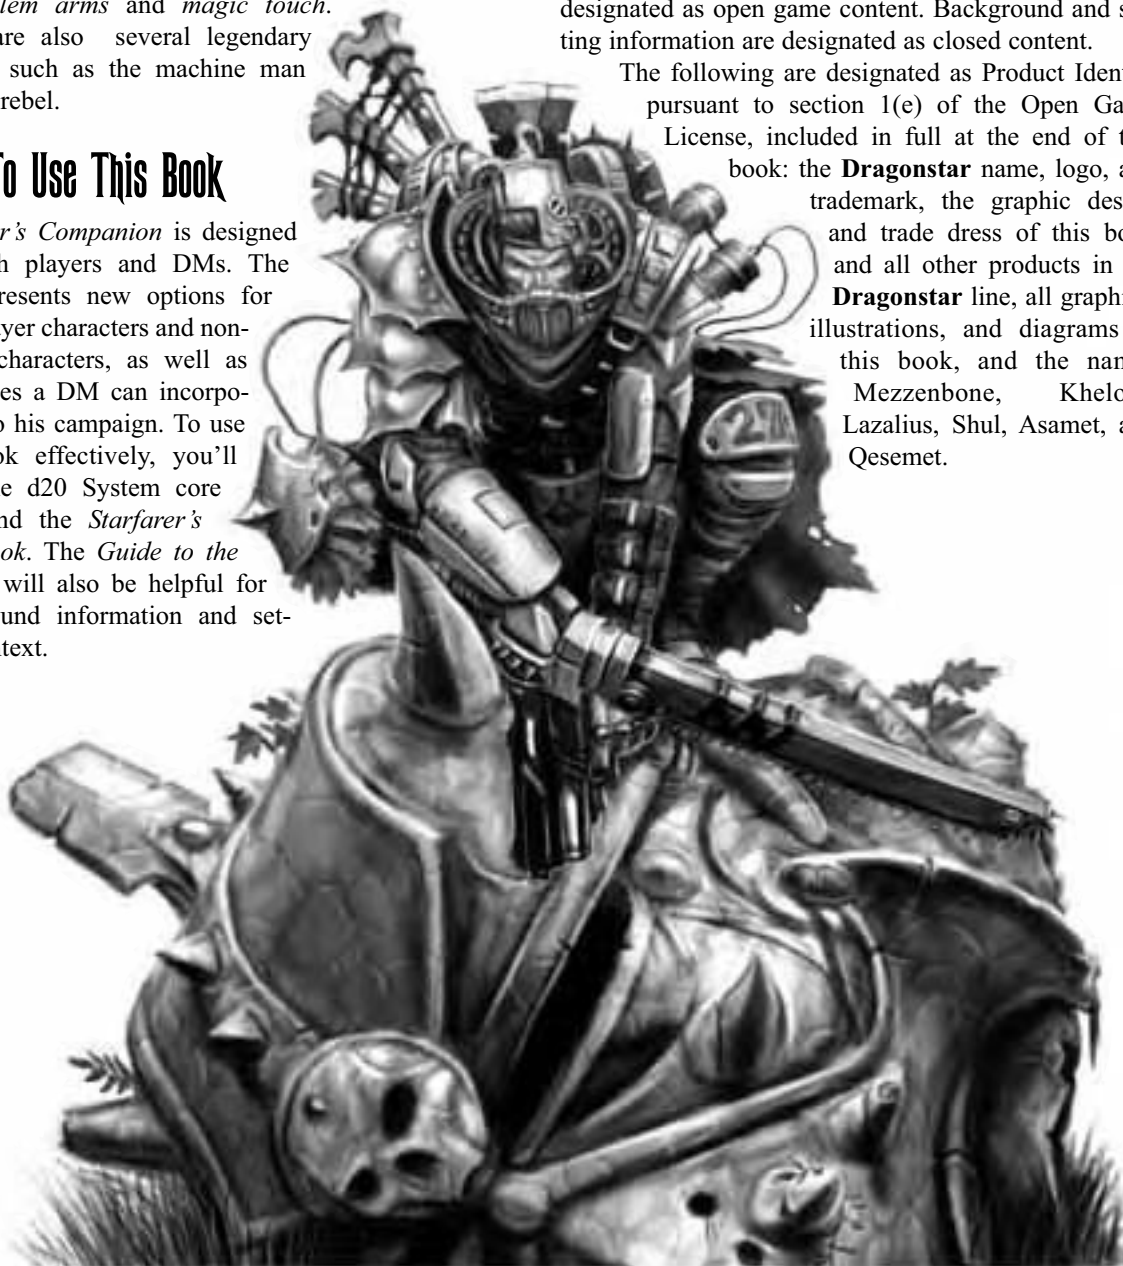 lem arms and magic touch.
are also several legendary
such as the machine man
rebel.
To Use This Book
r’s Companion is designed
h players and DMs. The
resents new options for
ayer characters and non-
characters, as well as
es a DM can incorpo-
o his campaign. To use
ok effectively, you’ll
e d20 System core
nd the Starfarer’s
ok. The Guide to the
will also be helpful for
und information and set-
ntext.
designated as open game content. Background and s
ting information are designated as closed content.
The following are designated as Product Ident
pursuant to section 1(e) of the Open Ga
License, included in full at the end of t
book: the Dragonstar name, logo, a
trademark, the graphic des
and trade dress of this bo
and all other products in
Dragonstar line, all graphi
illustrations, and diagrams
this book, and the nam
Mezzenbone, Khelo
Lazalius, Shul, Asamet, a
Qesemet.